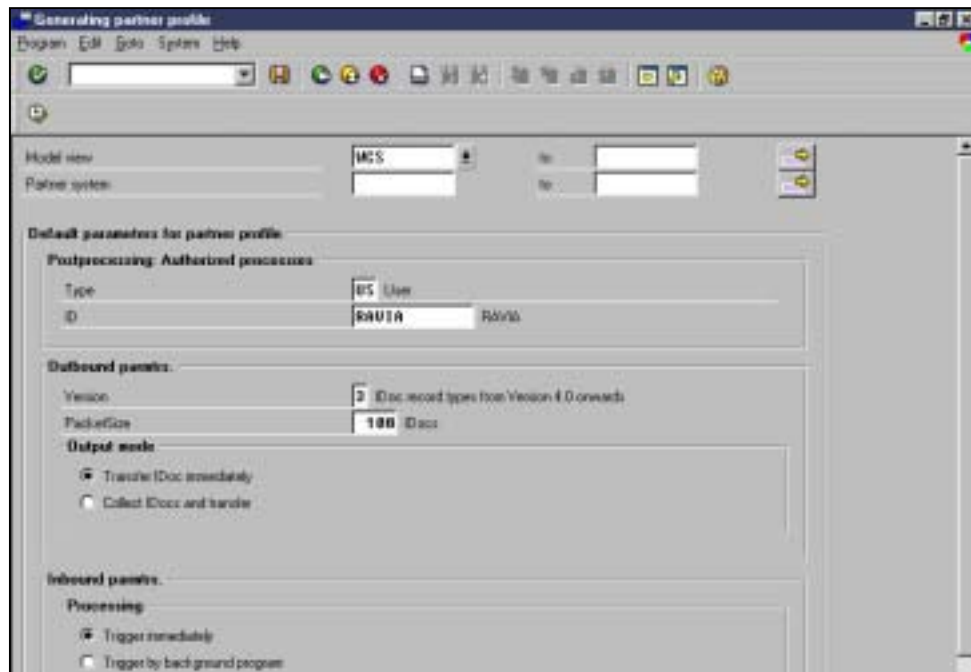 Generating partner profile
Program Edit Goto System Help
Model view WCS to
Partner system to
Default parameters for partner profile
Postprocessing: Authorized processors
Type US User
ID RAVIA RAVIA
Outbound parmtrs.
Version 3 IDoc record types from Version 4.0 onwards
PacketSize 100 IDocs
Output mode
Transfer IDoc immediately
Collect IDocs and transfer
Inbound parmtrs.
Processing
Trigger immediately
Trigger by background program